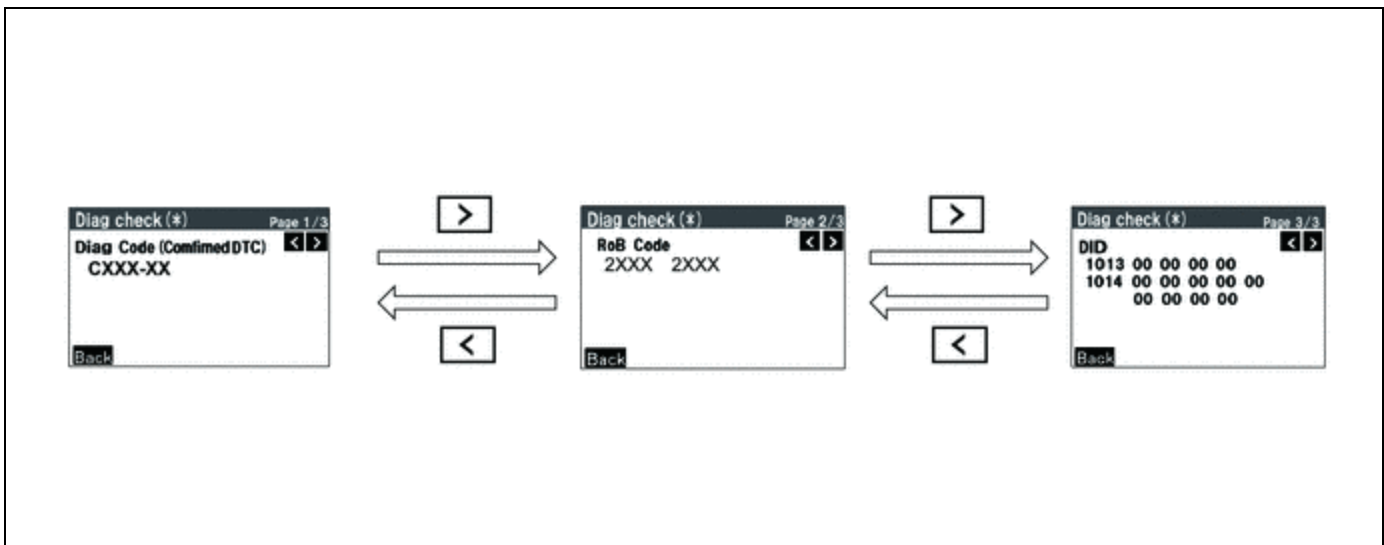 >
>
Diag check (*) Page 1/3
Diag Code (Comfirmed DTC) < >
CXXX-XX
Back
Diag check (*) Page 2/3
RoB Code < >
2XXX 2XXX
Back
Diag check (*) Page 3/3
< >
DID
1013 00 00 00 00
1014 00 00 00 00 00
00 00 00 00
Back
<
<